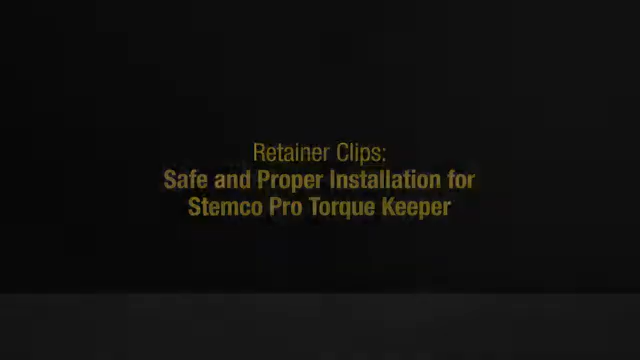 Retainer Clips:
Safe and Proper Installation for
Stemco Pro Torque Keeper